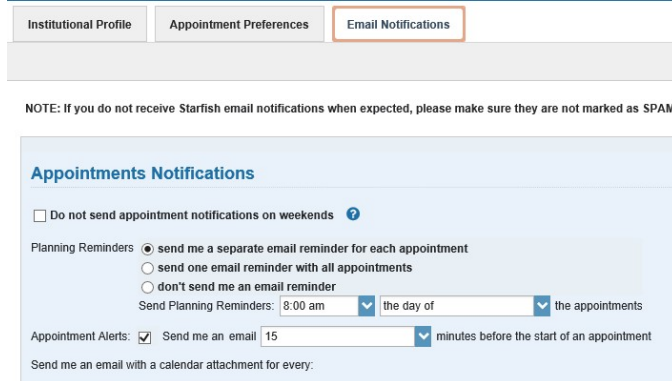 Institutional Profile Appointment Preferences Email Notifications
NOTE: If you do not receive Starfish email notifications when expected, please make sure they are not marked as SPAM
Appointments Notifications
Do not send appointment notifications on weekends ?
Planning Reminders send me a separate email reminder for each appointment
send one email reminder with all appointments
don't send me an email reminder
Send Planning Reminders: 8:00 am the day of the appointments
Appointment Alerts: Send me an email 15 minutes before the start of an appointment
Send me an email with a calendar attachment for every: